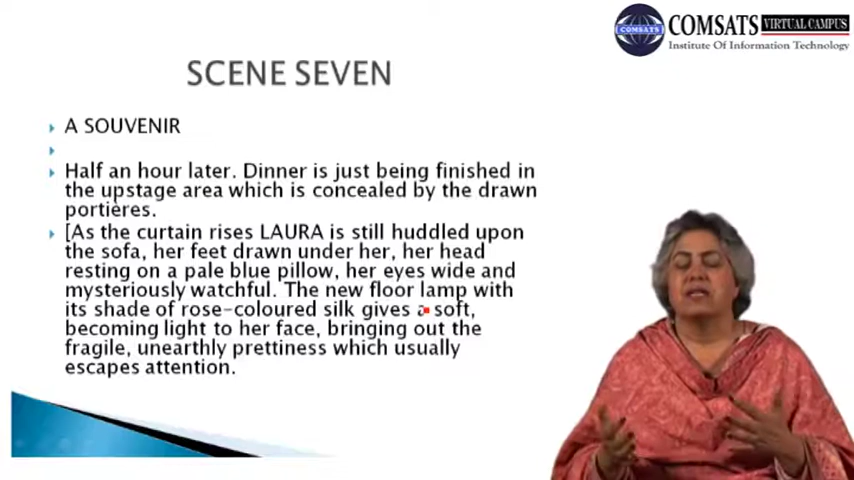 COMSATS VIRTUAL CAMPUS
Institute Of Information Technology
COMSATS
SCENE SEVEN
A SOUVENIR
Half an hour later. Dinner is just being finished in
the upstage area which is concealed by the drawn
portieres.
[As the curtain rises LAURA is still huddled upon
the sofa, her feet drawn under her, her head
resting on a pale blue pillow, her eyes wide and
mysteriously watchful. The new floor lamp with
its shade of rose-coloured silk gives a soft,
becoming light to her face, bringing out the
fragile, unearthly prettiness which usually
escapes attention.